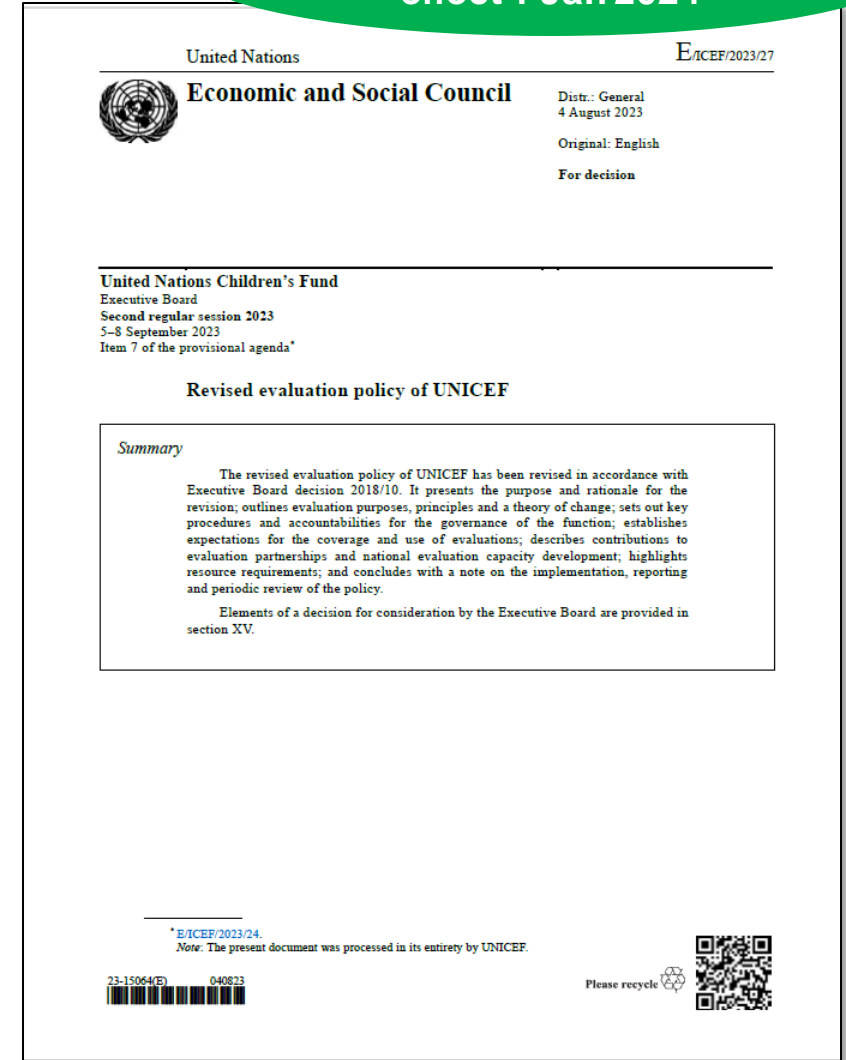 United Nations
E/ICEF/2023/27
Economic and Social Council
Distr.: General
4 August 2023
Original: English
For decision
United Nations Children's Fund
Executive Board
Second regular session 2023
5–8 September 2023
Item 7 of the provisional agenda*
Revised evaluation policy of UNICEF
Summary
The revised evaluation policy of UNICEF has been revised in accordance with
Executive Board decision 2018/10. It presents the purpose and rationale for the
revision; outlines evaluation purposes, principles and a theory of change; sets out key
procedures and accountabilities for the governance of the function; establishes
expectations for the coverage and use of evaluations; describes contributions to
evaluation partnerships and national evaluation capacity development; highlights
resource requirements; and concludes with a note on the implementation, reporting
and periodic review of the policy.
Elements of a decision for consideration by the Executive Board are provided in
section XV.
* E/ICEF/2023/24.
Note: The present document was processed in its entirety by UNICEF.
23-15064(E) 040823
Please recycle